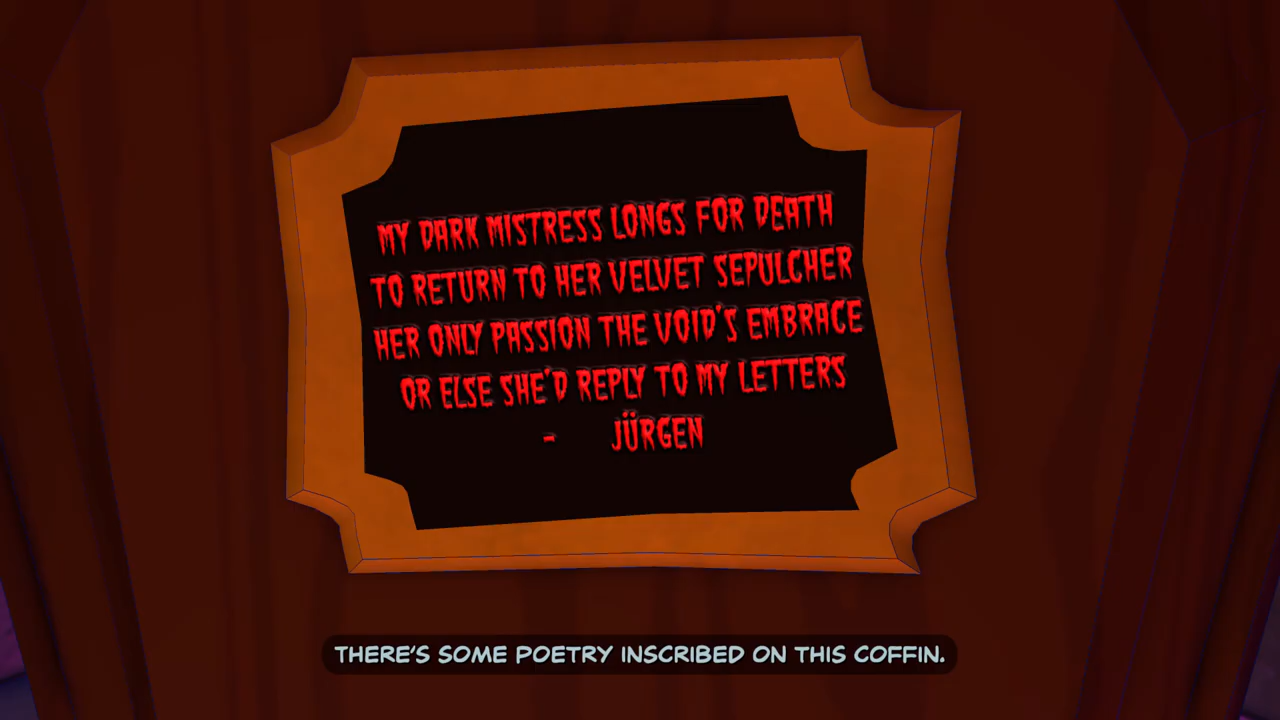 MY DARK MISTRESS LONGS FOR DEATH
TO RETURN TO HER VELVET SEPULCHER
HER ONLY PASSION THE VOID'S EMBRACE
OR ELSE SHE'D REPLY TO MY LETTERS
- JÜRGEN
THERE'S SOME POETRY INSCRIBED ON THIS COFFIN.